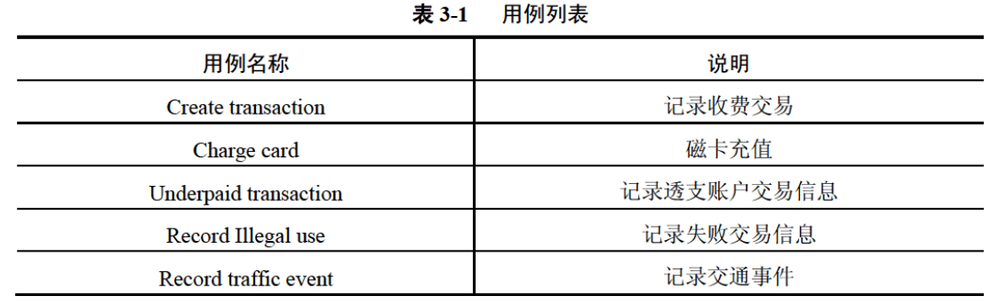 表 3-1 用例列表
用例名称 说明
Create transaction 记录收费交易
Charge card 磁卡充值
Underpaid transaction 记录透支账户交易信息
Record Illegal use 记录失败交易信息
Record traffic event 记录交通事件